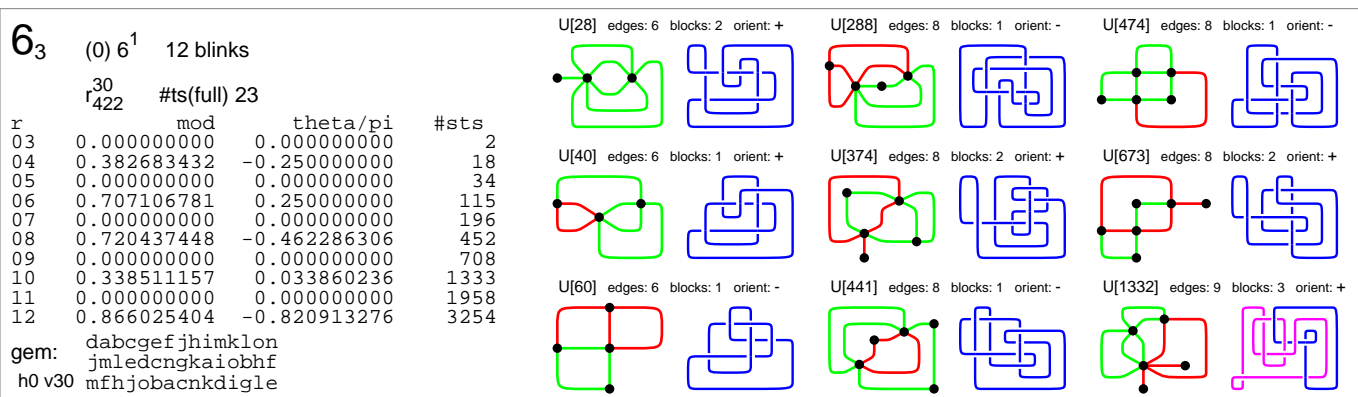 6₃ (0) 6¹ 12 blinks
r³⁰₄₂₂ #ts(full) 23
r mod theta/pi #sts
03 0.000000000 0.000000000 2
04 0.382683432 -0.250000000 18
05 0.000000000 0.000000000 34
06 0.707106781 0.250000000 115
07 0.000000000 0.000000000 196
08 0.720437448 -0.462286306 452
09 0.000000000 0.000000000 708
10 0.338511157 0.033860236 1333
11 0.000000000 0.000000000 1958
12 0.866025404 -0.820913276 3254
gem: dabcgefjhimklon
jmledcngkaiobhf
h0 v30 mfhjobacnkdigle
U[28] edges: 6 blocks: 2 orient: +
U[288] edges: 8 blocks: 1 orient: -
U[474] edges: 8 blocks: 1 orient: -
U[40] edges: 6 blocks: 1 orient: +
U[374] edges: 8 blocks: 2 orient: +
U[673] edges: 8 blocks: 2 orient: +
U[60] edges: 6 blocks: 1 orient: -
U[441] edges: 8 blocks: 1 orient: -
U[1332] edges: 9 blocks: 3 orient: +